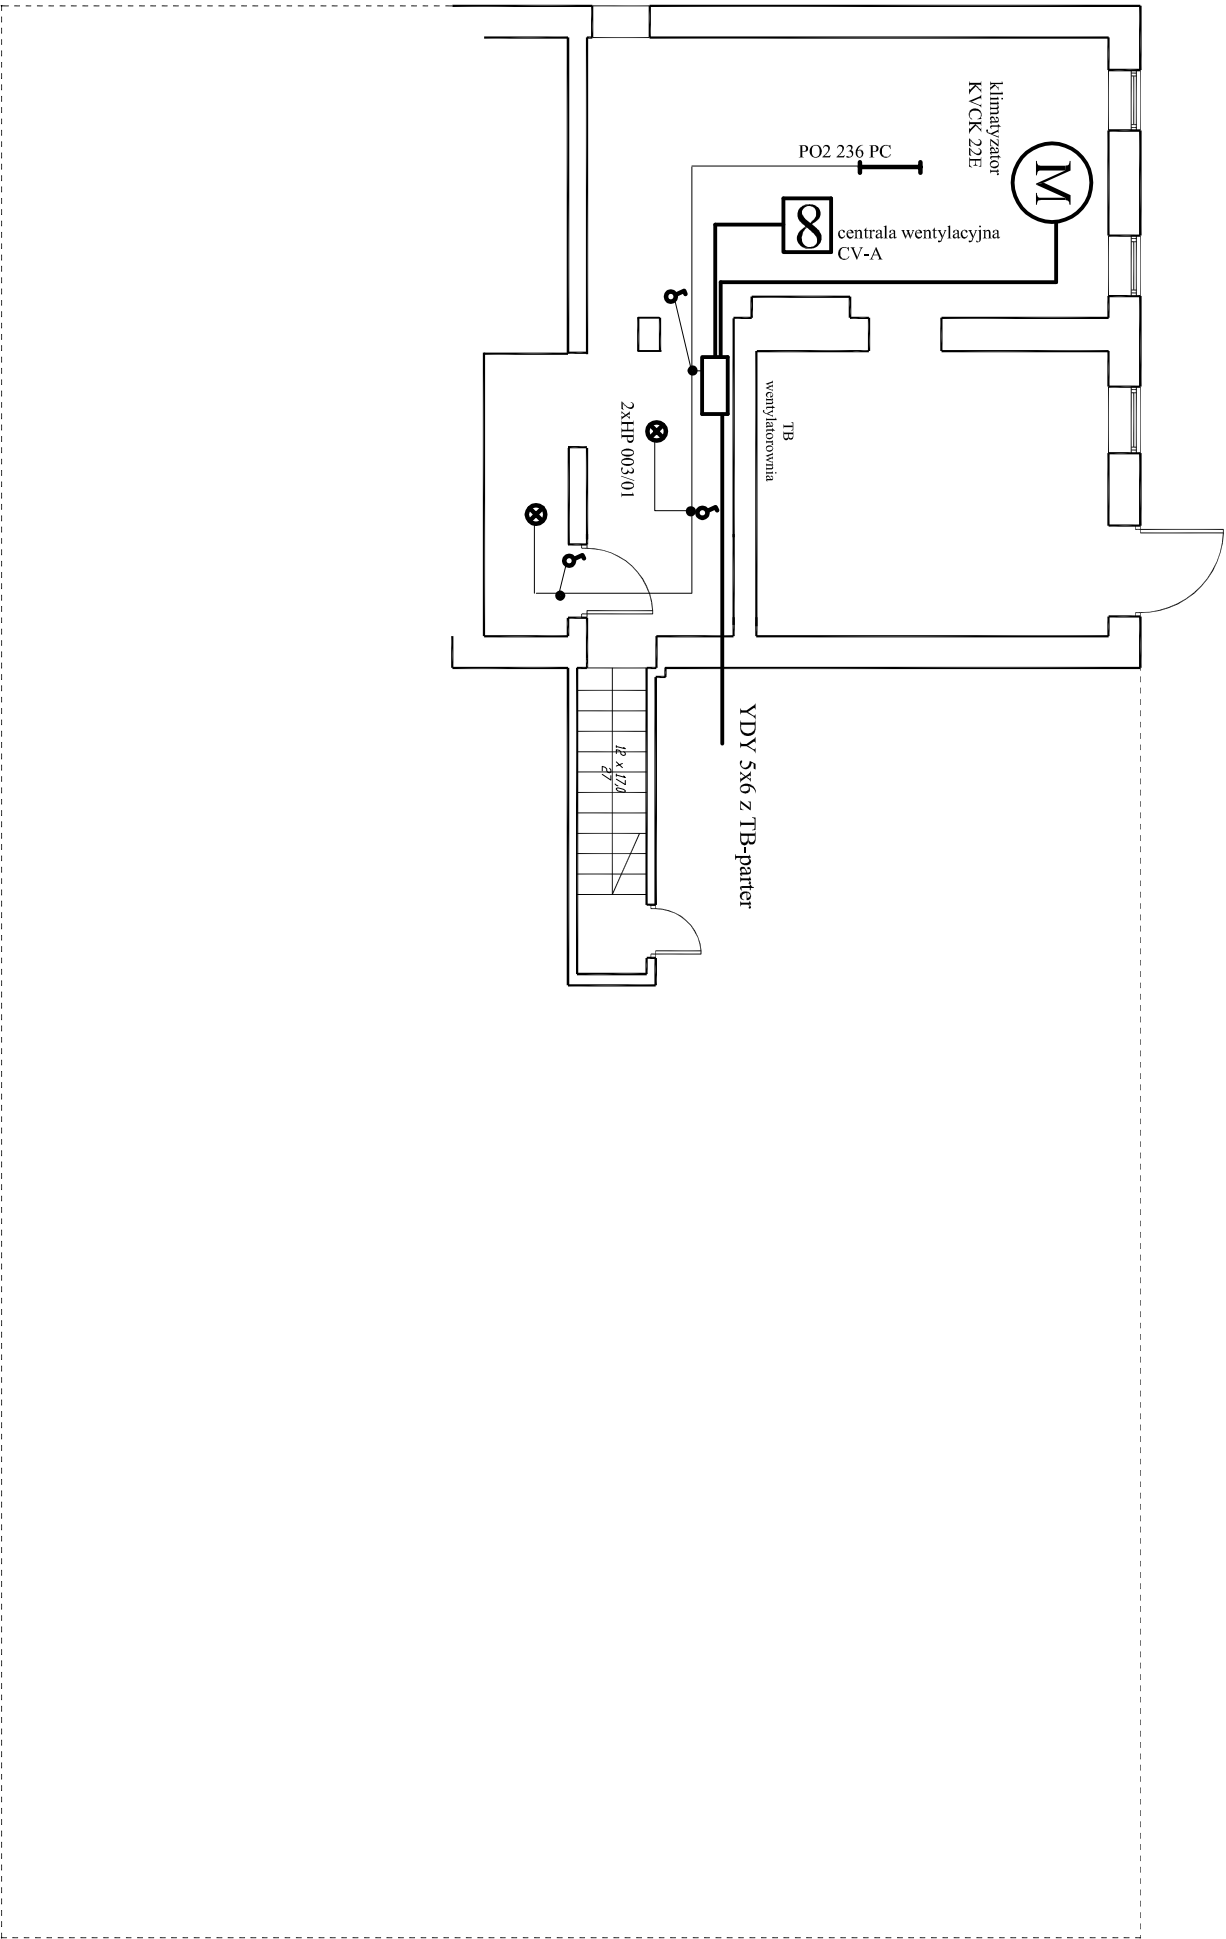 klimatyzator
KVCK 22E
M
PO2 236 PC
8
centrala wentylacyjna
CV-A
TB
wentylatorownia
2xHP 003/01
YDY 5x6 z TB-parter
12 x 17,0
27